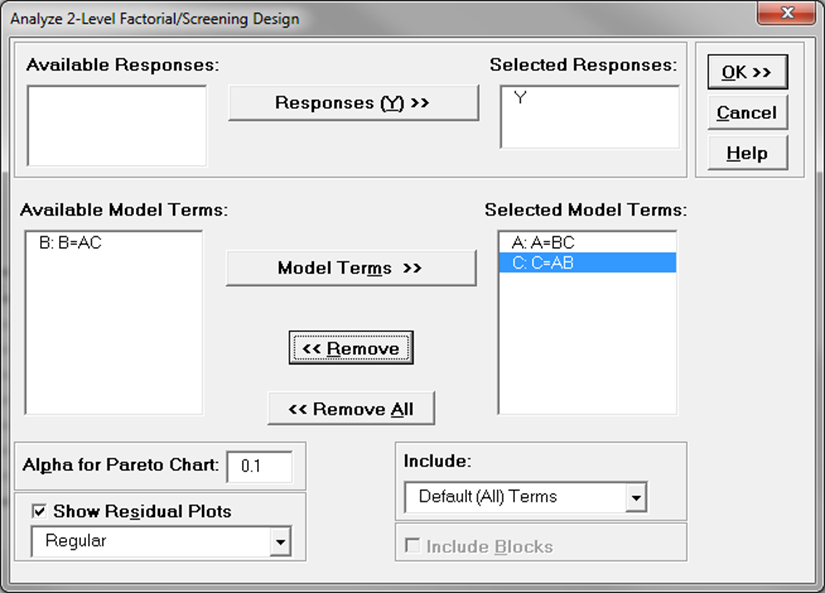 Analyze 2-Level Factorial/Screening Design
Available Responses:
Responses (Y) >>
Selected Responses:
Y
OK >>
Cancel
Help
Available Model Terms:
B: B=AC
Model Terms >>
Selected Model Terms:
A: A=BC
C: C=AB
<< Remove
<< Remove All
Alpha for Pareto Chart: 0.1
Show Residual Plots
Regular
Include:
Default (All) Terms
Include Blocks